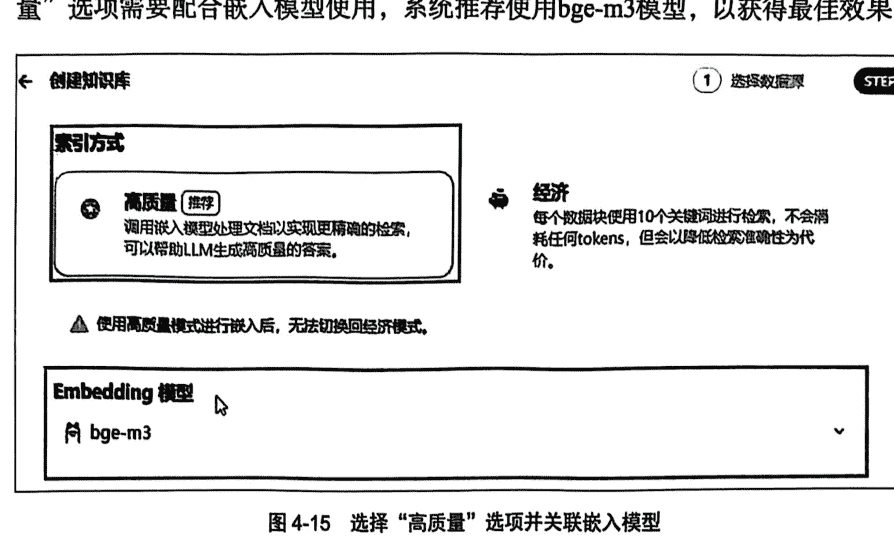 量”选项需要配合嵌入模型使用，系统推荐使用bge-m3模型，以获得最佳效果
← 创建知识库
1 选择数据源
STEP
索引方式
高质量 推荐
调用嵌入模型处理文档以实现更精确的检索，
可以帮助LLM生成高质量的答案。
经济
每个数据块使用10个关键词进行检索，不会消
耗任何tokens，但会以降低检索准确性为代
价。
使用高质量模式进行嵌入后，无法切换回经济模式。
Embedding 模型
bge-m3
图 4-15 选择“高质量”选项并关联嵌入模型